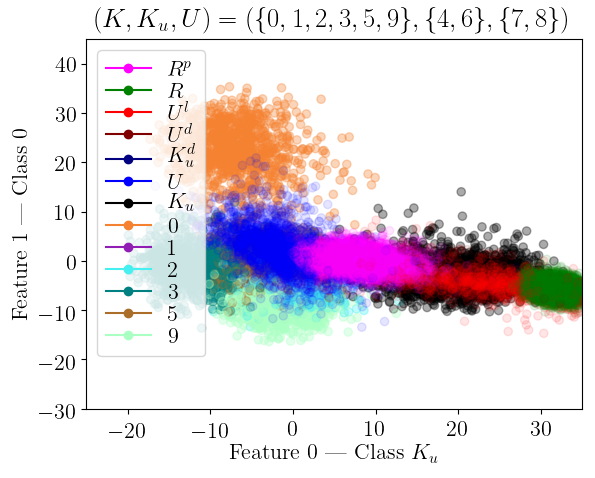 (K, K_u, U) = ({0, 1, 2, 3, 5, 9}, {4, 6}, {7, 8})
Feature 1 — Class 0
40
30
20
10
0
−10
−20
−30
R^p
R
U^l
U^d
K_u^d
U
K_u
0
1
2
3
5
9
−20 −10 0 10 20 30
Feature 0 — Class K_u